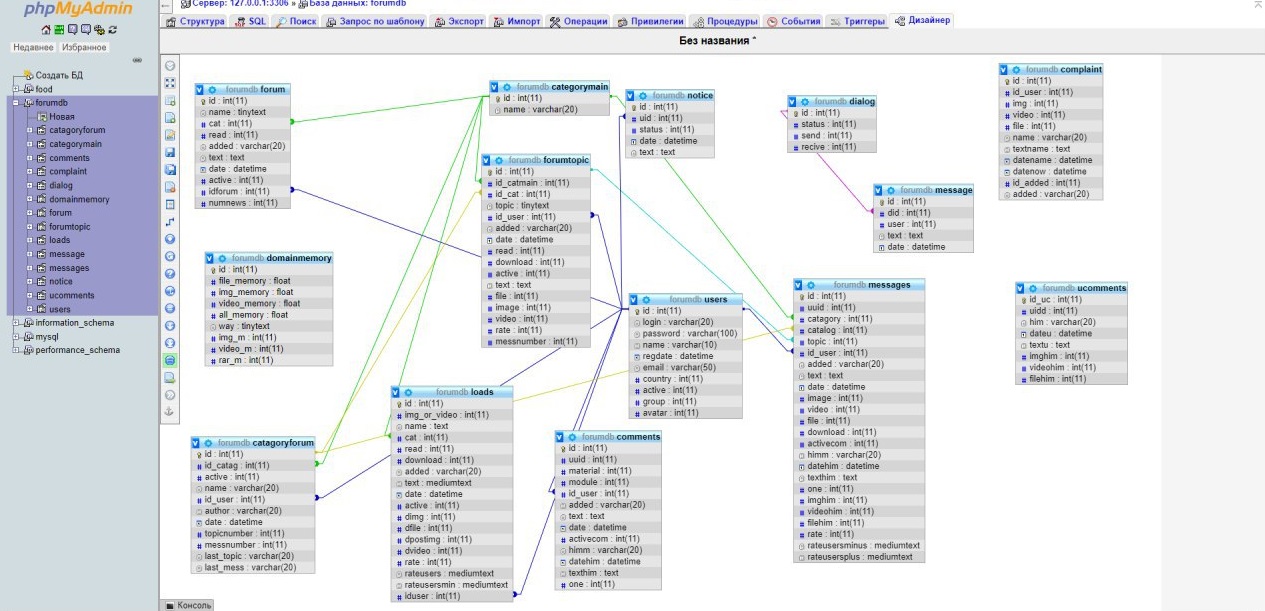 phpMyAdmin
Недавнее Избранное
Создать БД
food
forumdb
Новая
catagoryforum
categorymain
comments
complaint
dialog
domainmemory
forum
forumtopic
loads
message
messages
notice
ucomments
users
information_schema
mysql
performance_schema
Сервер: 127.0.0.1:3306 » База данных: forumdb
Структура SQL Поиск Запрос по шаблону Экспорт Импорт Операции Привилегии Процедуры События Триггеры Дизайнер
Без названия *
forumdb forum
id : int(11)
name : tinytext
cat : int(11)
read : int(11)
added : varchar(20)
text : text
date : datetime
active : int(11)
idforum : int(11)
numnews : int(11)
forumdb categorymain
id : int(11)
name : varchar(20)
forumdb notice
id : int(11)
uid : int(11)
status : int(11)
date : datetime
text : text
forumdb dialog
id : int(11)
status : int(11)
send : int(11)
recive : int(11)
forumdb complaint
id : int(11)
id_user : int(11)
img : int(11)
video : int(11)
file : int(11)
name : varchar(20)
textname : text
datename : datetime
datenow : datetime
id_added : int(11)
added : varchar(20)
forumdb forumtopic
id : int(11)
id_catmain : int(11)
id_cat : int(11)
topic : tinytext
id_user : int(11)
added : varchar(20)
date : datetime
read : int(11)
download : int(11)
active : int(11)
text : text
file : int(11)
image : int(11)
video : int(11)
rate : int(11)
messnumber : int(11)
forumdb message
id : int(11)
did : int(11)
user : int(11)
text : text
date : datetime
forumdb domainmemory
id : int(11)
file_memory : float
img_memory : float
video_memory : float
all_memory : float
way : tinytext
img_m : int(11)
video_m : int(11)
rar_m : int(11)
forumdb users
id : int(11)
login : varchar(20)
password : varchar(100)
name : varchar(10)
regdate : datetime
email : varchar(50)
country : int(11)
active : int(11)
group : int(11)
avatar : int(11)
forumdb messages
id : int(11)
uuid : int(11)
catagory : int(11)
catalog : int(11)
topic : int(11)
id_user : int(11)
added : varchar(20)
text : text
date : datetime
image : int(11)
video : int(11)
file : int(11)
download : int(11)
activecom : int(11)
himm : varchar(20)
datehim : datetime
texthim : text
one : int(11)
imghim : int(11)
videohim : int(11)
filehim : int(11)
rate : int(11)
rateusersminus : mediumtext
rateusersplus : mediumtext
forumdb ucomments
id_uc : int(11)
uidd : int(11)
him : varchar(20)
dateu : datetime
textu : text
imghim : int(11)
videohim : int(11)
filehim : int(11)
forumdb loads
id : int(11)
img_or_video : int(11)
name : text
cat : int(11)
read : int(11)
download : int(11)
added : varchar(20)
text : mediumtext
date : datetime
active : int(11)
dimg : int(11)
dfile : int(11)
dpostimg : int(11)
dvideo : int(11)
rate : int(11)
rateusers : mediumtext
rateusersmin : mediumtext
iduser : int(11)
forumdb catagoryforum
id : int(11)
id_catag : int(11)
active : int(11)
name : varchar(20)
id_user : int(11)
author : varchar(20)
date : datetime
topicnumber : int(11)
messnumber : int(11)
last_topic : varchar(20)
last_mess : varchar(20)
forumdb comments
id : int(11)
uuid : int(11)
material : int(11)
module : int(11)
id_user : int(11)
added : varchar(20)
text : text
date : datetime
activecom : int(11)
himm : varchar(20)
datehim : datetime
texthim : text
one : int(11)
Консоль